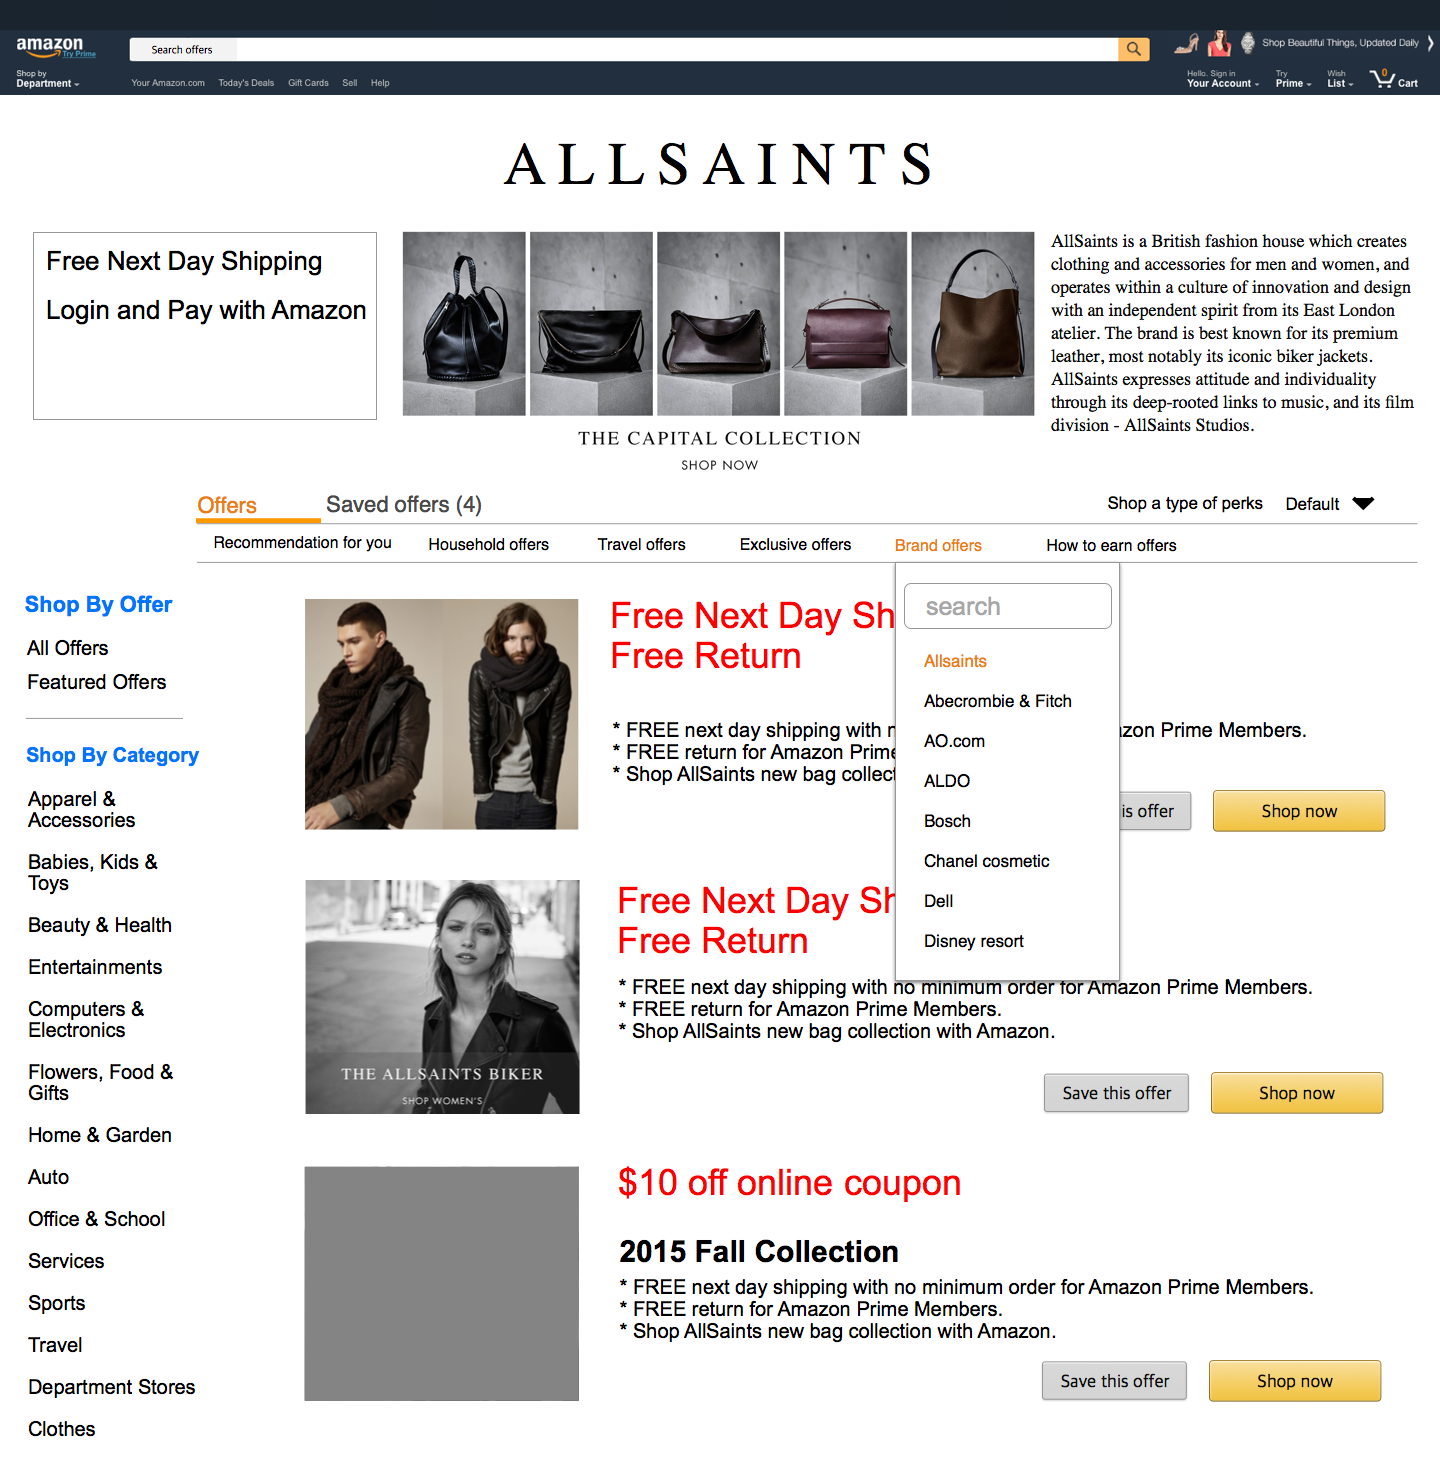 amazon
Try Prime
Search offers
Shop Beautiful Things, Updated Daily
Shop by
Department
Your Amazon.com Today's Deals Gift Cards Sell Help
Hello. Sign in
Your Account
Try
Prime
Wish
List
0
Cart
ALLSAINTS
Free Next Day Shipping
Login and Pay with Amazon
THE CAPITAL COLLECTION
SHOP NOW
AllSaints is a British fashion house which creates
clothing and accessories for men and women, and
operates within a culture of innovation and design
with an independent spirit from its East London
atelier. The brand is best known for its premium
leather, most notably its iconic biker jackets.
AllSaints expresses attitude and individuality
through its deep-rooted links to music, and its film
division - AllSaints Studios.
Offers Saved offers (4)
Shop a type of perks Default
Recommendation for you Household offers Travel offers Exclusive offers Brand offers How to earn offers
search
Allsaints
Abecrombie & Fitch
AO.com
ALDO
Bosch
Chanel cosmetic
Dell
Disney resort
Shop By Offer
All Offers
Featured Offers
Shop By Category
Apparel &
Accessories
Babies, Kids &
Toys
Beauty & Health
Entertainments
Computers &
Electronics
Flowers, Food &
Gifts
Home & Garden
Auto
Office & School
Services
Sports
Travel
Department Stores
Clothes
Free Next Day Sh
Free Return
* FREE next day shipping with n zon Prime Members.
* FREE return for Amazon Prime
* Shop AllSaints new bag collect
is offer Shop now
THE ALLSAINTS BIKER
SHOP WOMEN'S
Free Next Day Sh
Free Return
* FREE next day shipping with no minimum order for Amazon Prime Members.
* FREE return for Amazon Prime Members.
* Shop AllSaints new bag collection with Amazon.
Save this offer Shop now
$10 off online coupon
2015 Fall Collection
* FREE next day shipping with no minimum order for Amazon Prime Members.
* FREE return for Amazon Prime Members.
* Shop AllSaints new bag collection with Amazon.
Save this offer Shop now